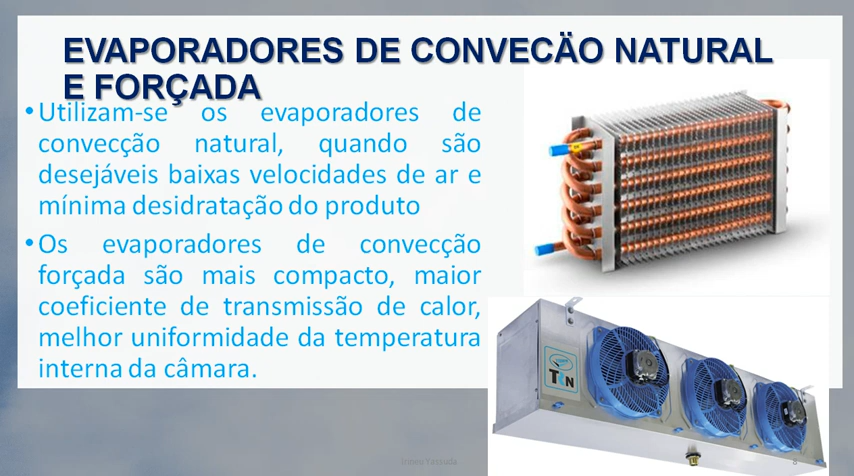 EVAPORADORES DE CONVECÄO NATURAL
E FORÇADA
•Utilizam-se os evaporadores de
convecção natural, quando são
desejáveis baixas velocidades de ar e
mínima desidratação do produto
•Os evaporadores de convecção
forçada são mais compacto, maior
coeficiente de transmissão de calor,
melhor uniformidade da temperatura
interna da câmara.
8